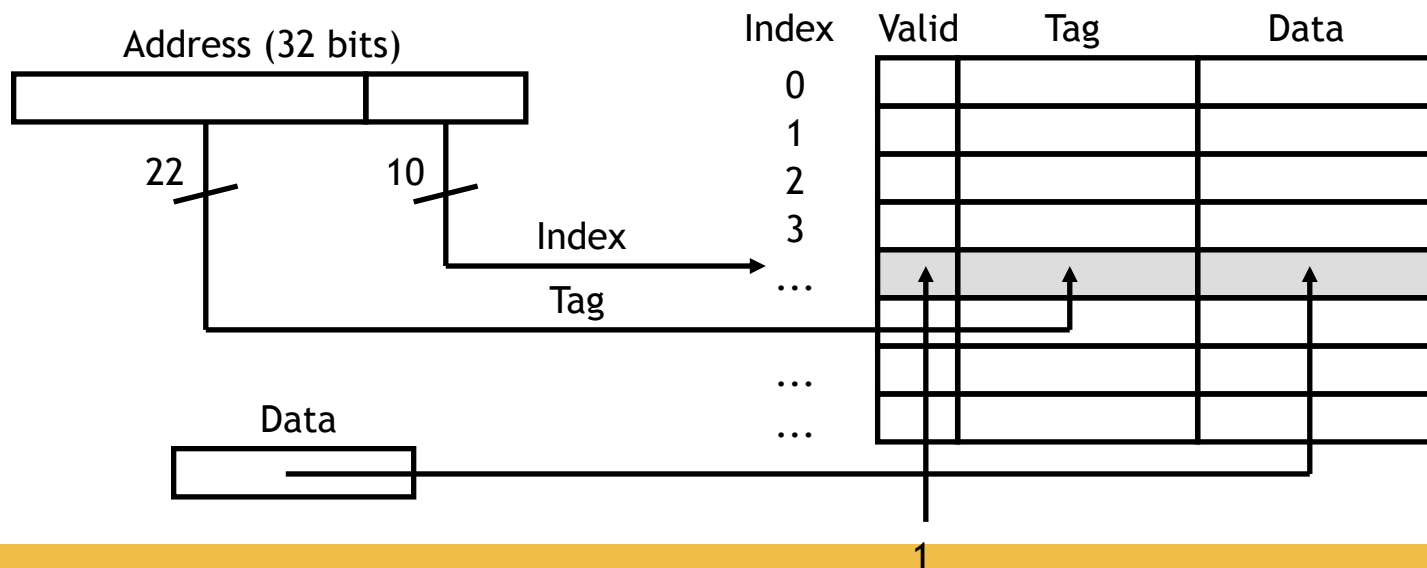 Address (32 bits)
Index Valid Tag Data
0
1
22 10
2
3
Index
...
Tag
...
Data
...
1